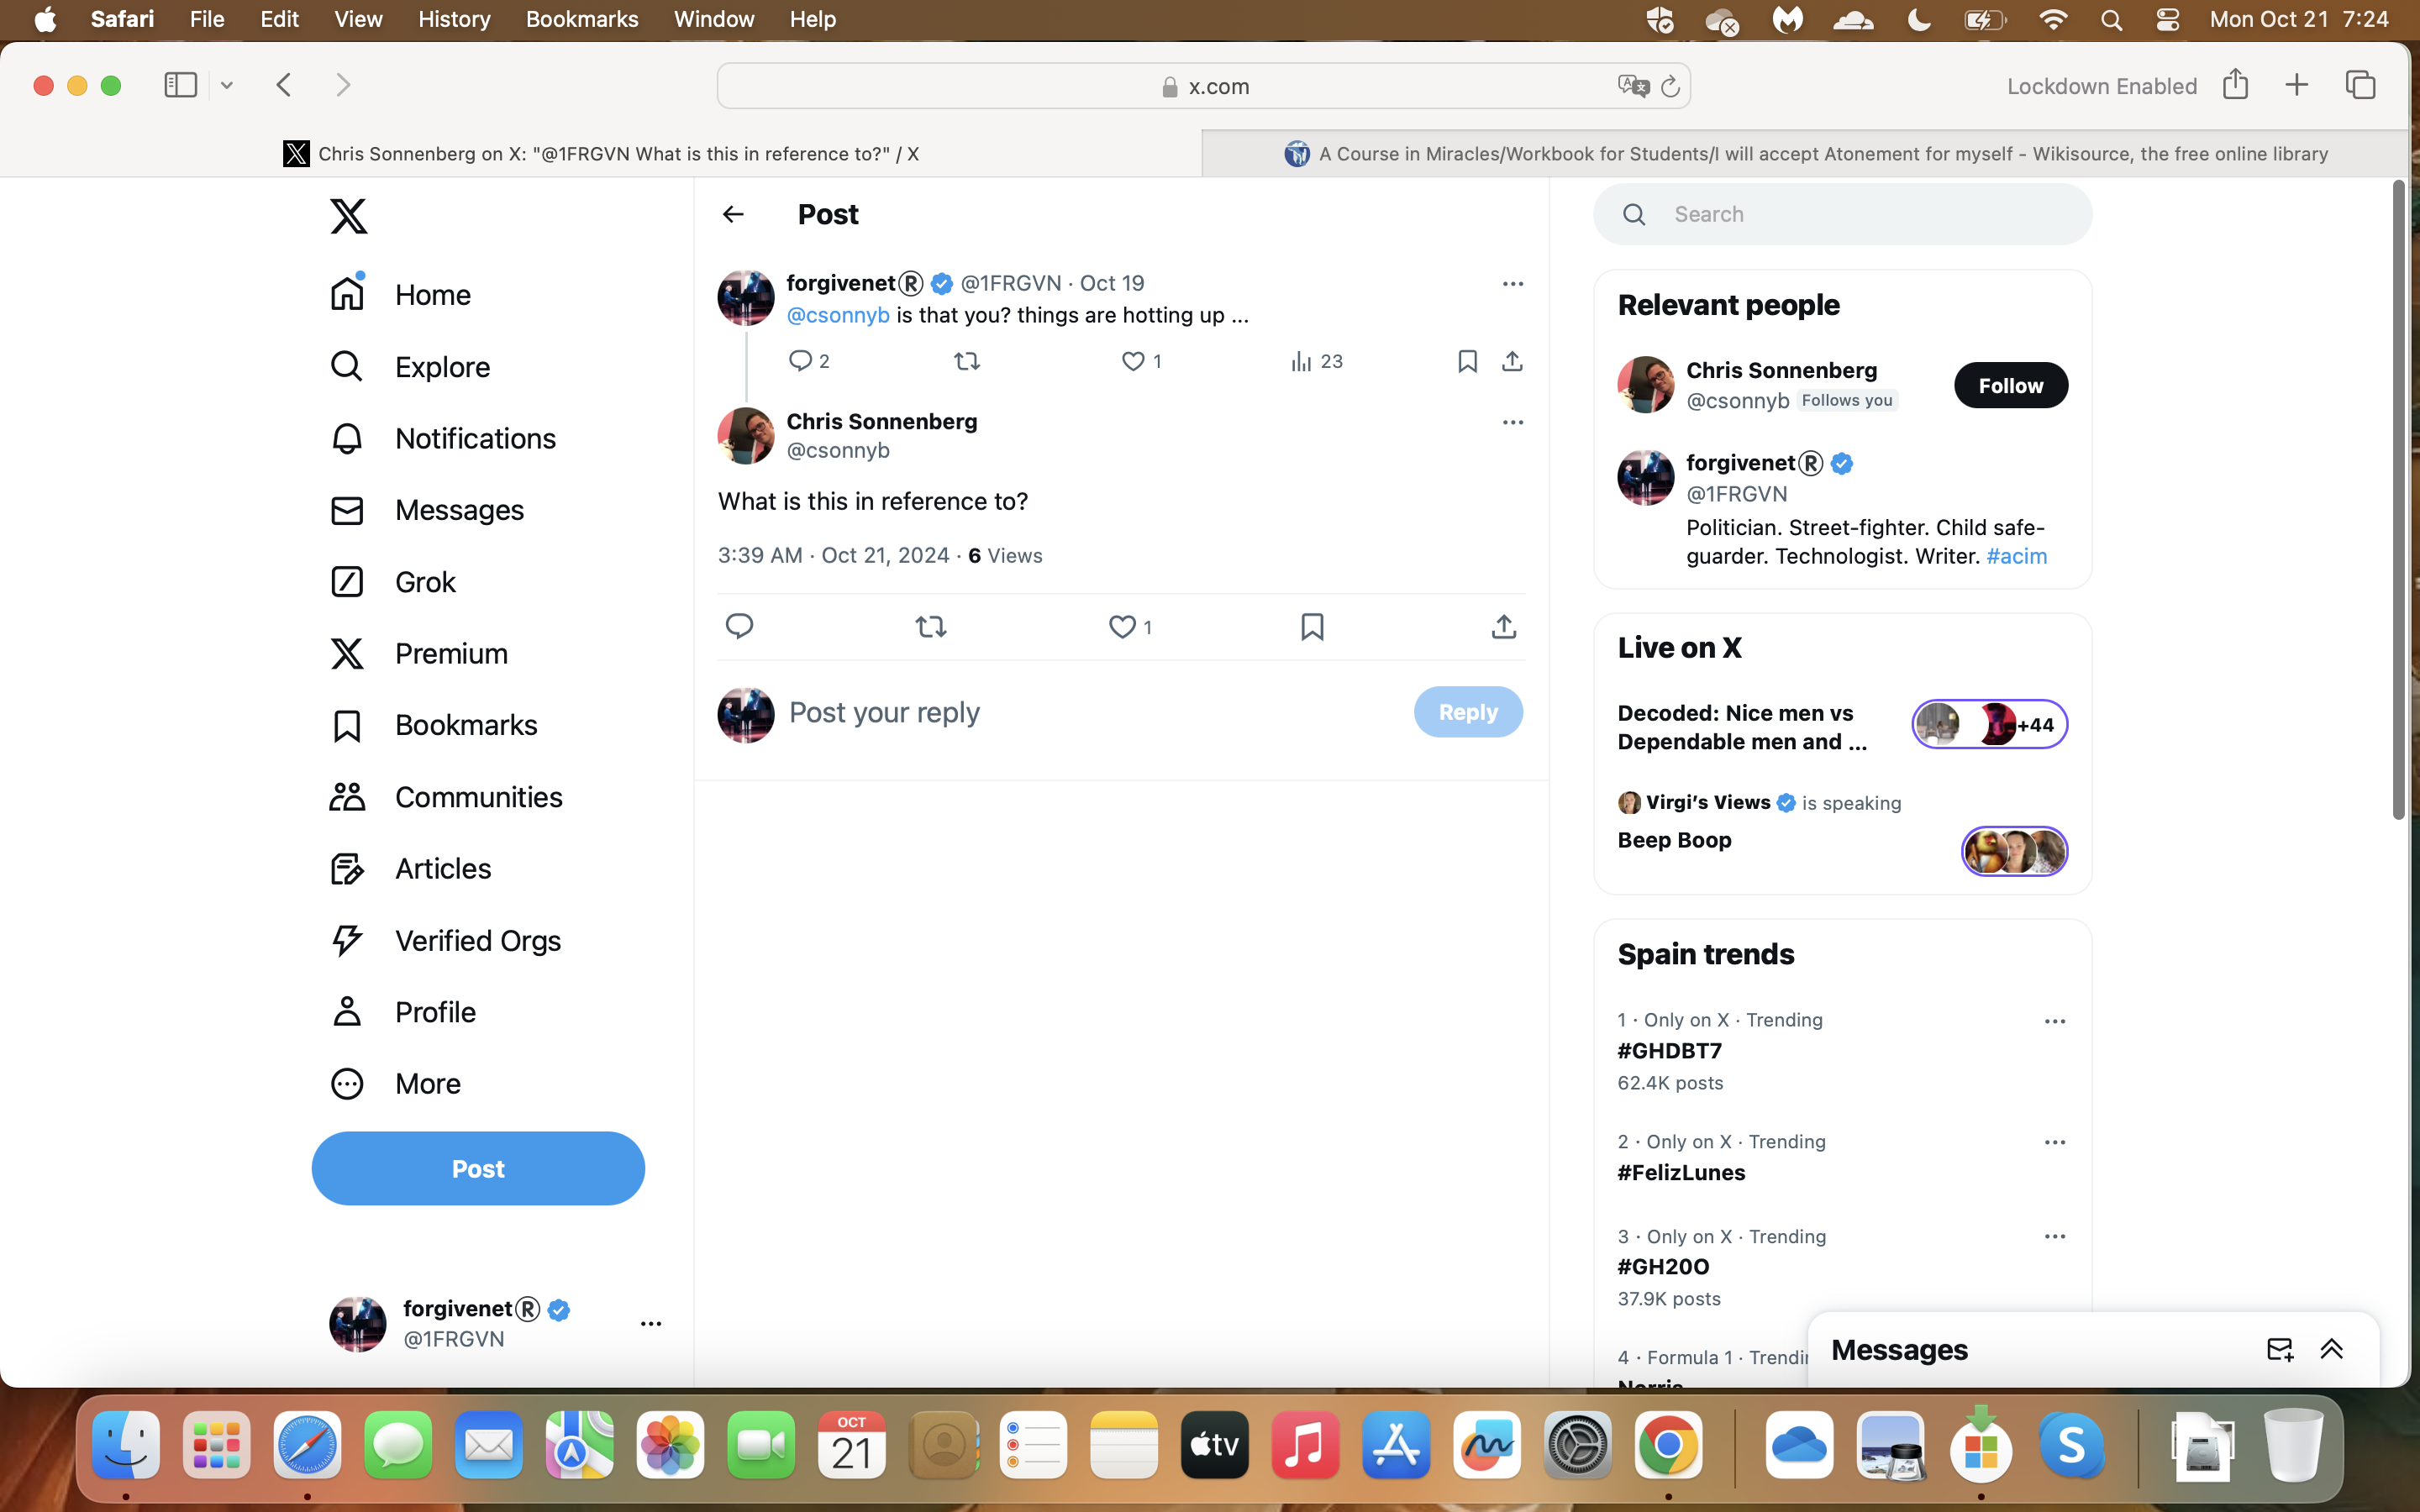 Safari File Edit View History Bookmarks Window Help
Mon Oct 21 7:24
x.com
Lockdown Enabled
Chris Sonnenberg on X: "@1FRGVN What is this in reference to?" / X
A Course in Miracles/Workbook for Students/I will accept Atonement for myself - Wikisource, the free online library
Home
Explore
Notifications
Messages
Grok
Premium
Bookmarks
Communities
Articles
Verified Orgs
Profile
More
Post
forgivenet®
@1FRGVN
Post
forgivenet® @1FRGVN · Oct 19
@csonnyb is that you? things are hotting up ...
2 1 23
Chris Sonnenberg
@csonnyb
What is this in reference to?
3:39 AM · Oct 21, 2024 · 6 Views
1
Post your reply
Reply
Search
Relevant people
Chris Sonnenberg
@csonnyb Follows you
Follow
forgivenet®
@1FRGVN
Politician. Street-fighter. Child safe-
guarder. Technologist. Writer. #acim
Live on X
Decoded: Nice men vs
Dependable men and ...
+44
Virgi's Views is speaking
Beep Boop
Spain trends
1 · Only on X · Trending
#GHDBT7
62.4K posts
2 · Only on X · Trending
#FelizLunes
3 · Only on X · Trending
#GH20O
37.9K posts
4 · Formula 1 · Trendi
Norris
Messages
OCT
21
tv
S